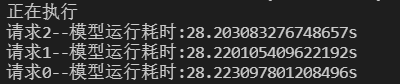 正在执行
请求2--模型运行耗时:28.203083276748657s
请求1--模型运行耗时:28.220105409622192s
请求0--模型运行耗时:28.223097801208496s